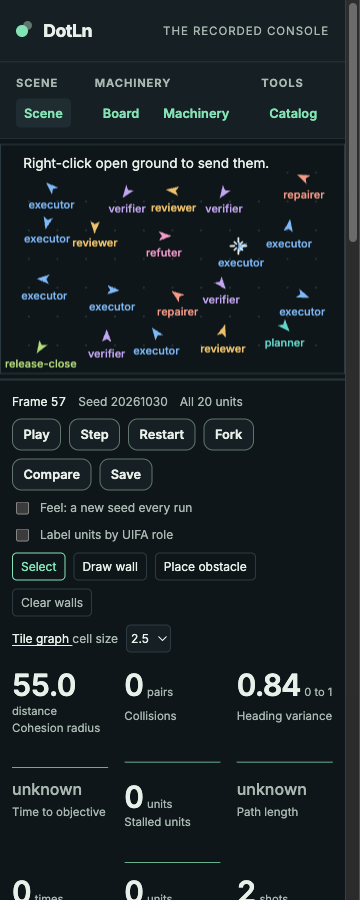 DotLn
THE RECORDED CONSOLE
SCENE MACHINERY TOOLS
Scene Board Machinery Catalog
Right-click open ground to send them.
repairer
executor verifier reviewer verifier
executor reviewer refuter executor
executor
executor executor repairer verifier executor
planner
release-close verifier executor reviewer
Frame 57 Seed 20261030 All 20 units
Play Step Restart Fork
Compare Save
Feel: a new seed every run
Label units by UIFA role
Select Draw wall Place obstacle
Clear walls
Tile graph cell size 2.5
55.0 distance
Cohesion radius
0 pairs
Collisions
0.84 0 to 1
Heading variance
unknown
Time to objective
0 units
Stalled units
unknown
Path length
0 times 0 units 2 shots